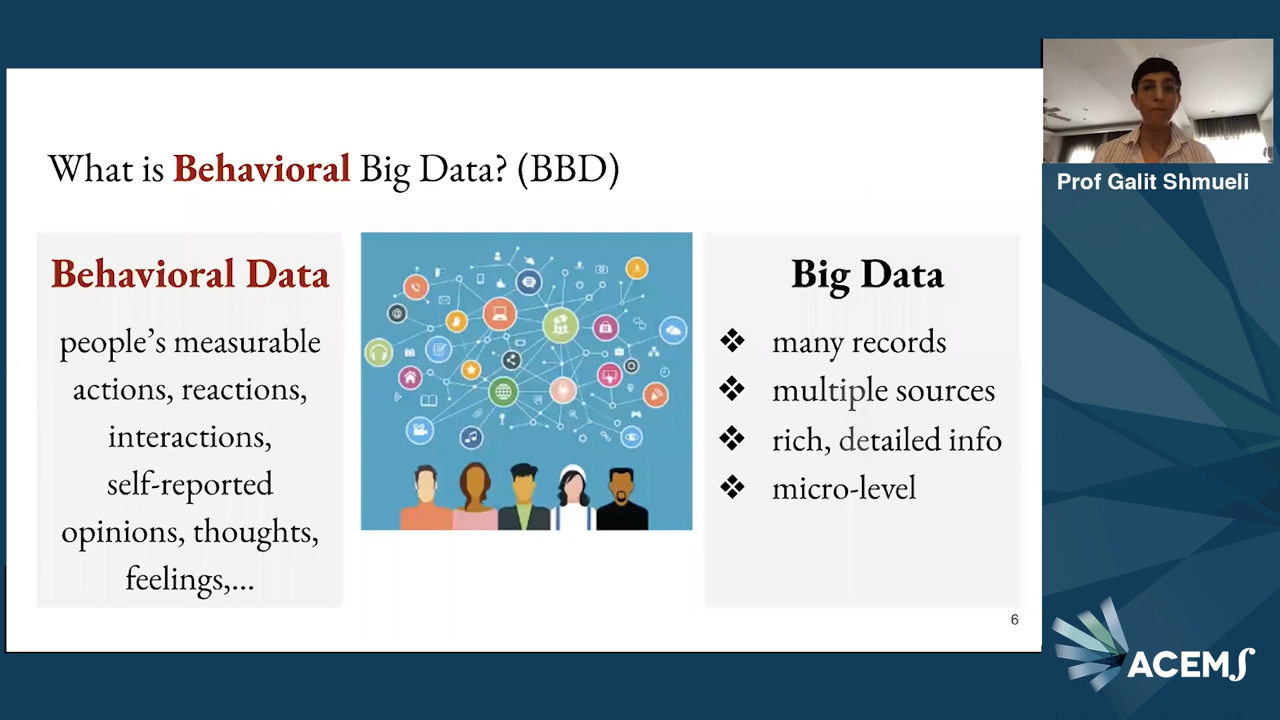 What is Behavioral Big Data? (BBD)
Behavioral Data
people's measurable
actions, reactions,
interactions,
self-reported
opinions, thoughts,
feelings,...
Big Data
❖ many records
❖ multiple sources
❖ rich, detailed info
❖ micro-level
6
Prof Galit Shmueli
ACEMS